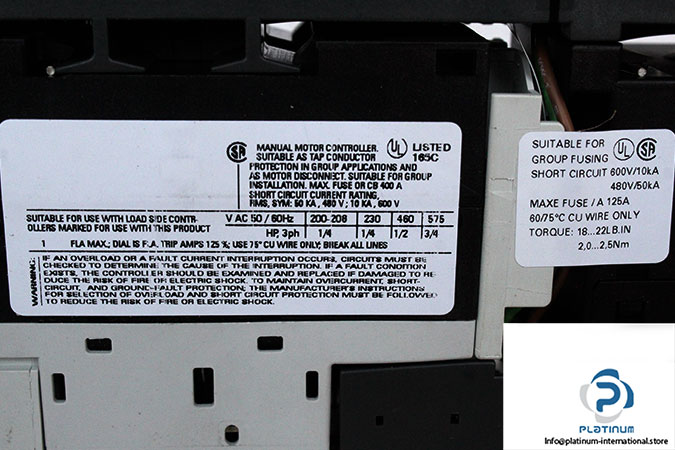 SA
MANUAL MOTOR CONTROLLER.
SUITABLE AS TAP CONDUCTOR
PROTECTION IN GROUP APPLICATIONS AND
AS MOTOR DISCONNECT. SUITABLE FOR GROUP
INSTALLATION. MAX. FUSE OR CB 400 A
SHORT CIRCUIT CURRENT RATING,
RMS, SYM: 50 KA , 480 V ; 10 KA , 600 V
UL LISTED
165C
SUITABLE FOR USE WITH LOAD SIDE CONTR-
OLLERS MARKED FOR USE WITH THIS PRODUCT
V AC 50 / 60Hz 200-208 230 460 575
HP, 3ph 1/4 1/4 1/2 3/4
1 FLA MAX.; DIAL IS F.A. TRIP AMPS 125 %; USE 75° CU WIRE ONLY; BREAK ALL LINES
WARNING:
IF AN OVERLOAD OR A FAULT CURRENT INTERRUPTION OCCURS, CIRCUITS MUST BE
CHECKED TO DETERMINE THE CAUSE OF THE INTERRUPTION. IF A FAULT CONDITION
EXISTS, THE CONTROLLER SHOULD BE EXAMINED AND REPLACED IF DAMAGED TO RE-
DUCE THE RISK OF FIRE OR ELECTRIC SHOCK. TO MAINTAIN OVERCURRENT, SHORT-
CIRCUIT, AND GROUND-FAULT PROTECTION, THE MANUFACTURER'S INSTRUCTIONS
FOR SELECTION OF OVERLOAD AND SHORT CIRCUIT PROTECTION MUST BE FOLLOWED
TO REDUCE THE RISK OF FIRE OR ELECTRIC SHOCK.
SUITABLE FOR UL SA
GROUP FUSING
SHORT CIRCUIT 600V/10kA
480V/50kA
MAXE FUSE / A 125A
60/75°C CU WIRE ONLY
TORQUE: 18...22LB.IN
2,0...2.5Nm
PLATINUM
Info@platinum-international.store